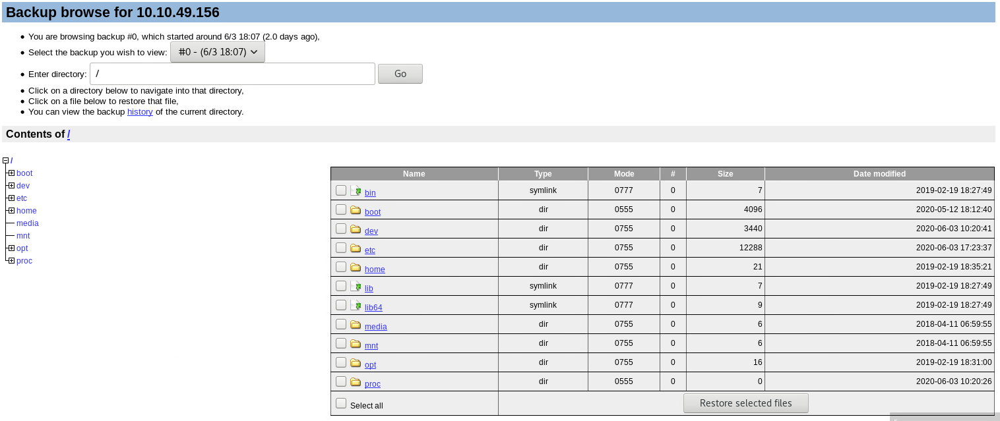 Backup browse for 10.10.49.156
You are browsing backup #0, which started around 6/3 18:07 (2.0 days ago),
Select the backup you wish to view: #0 - (6/3 18:07)
Enter directory: / Go
Click on a directory below to navigate into that directory,
Click on a file below to restore that file,
You can view the backup history of the current directory.
Contents of /
/
boot
dev
etc
home
media
mnt
opt
proc
Name Type Mode # Size Date modified
bin symlink 0777 0 7 2019-02-19 18:27:49
boot dir 0555 0 4096 2020-05-12 18:12:40
dev dir 0755 0 3440 2020-06-03 10:20:41
etc dir 0755 0 12288 2020-06-03 17:23:37
home dir 0755 0 21 2019-02-19 18:35:21
lib symlink 0777 0 7 2019-02-19 18:27:49
lib64 symlink 0777 0 9 2019-02-19 18:27:49
media dir 0755 0 6 2018-04-11 06:59:55
mnt dir 0755 0 6 2018-04-11 06:59:55
opt dir 0755 0 16 2019-02-19 18:31:00
proc dir 0555 0 0 2020-06-03 10:20:26
Select all Restore selected files